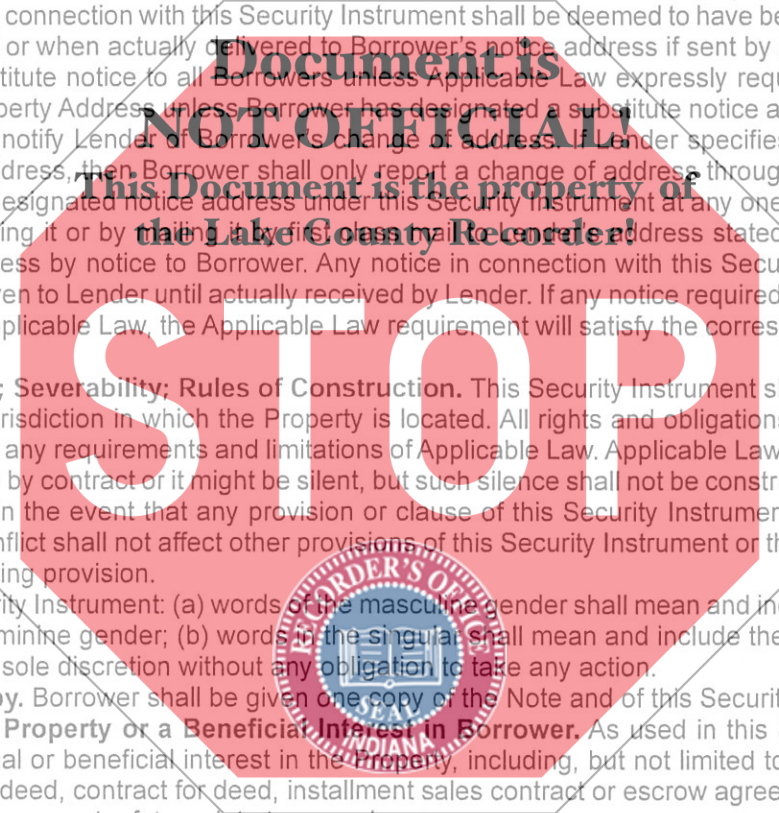 connection with this Security Instrument shall be deemed to have be
or when actually delivered to Borrower's notice address if sent by
titute notice to all Borrowers unless Applicable Law expressly requ
perty Address unless Borrower has designated a substitute notice a
notify Lender of Borrower's change of address. If Lender specifies
dress, then Borrower shall only report a change of address through
esignated notice address under this Security Instrument at any one
ing it or by mailing it by first class mail to Lender's address stated
ess by notice to Borrower. Any notice in connection with this Secu
en to Lender until actually received by Lender. If any notice required
plicable Law, the Applicable Law requirement will satisfy the corres
; Severability; Rules of Construction. This Security Instrument s
risdiction in which the Property is located. All rights and obligations
any requirements and limitations of Applicable Law. Applicable Law
by contract or it might be silent, but such silence shall not be constr
n the event that any provision or clause of this Security Instrument
nflict shall not affect other provisions of this Security Instrument or th
ing provision.
ity Instrument: (a) words of the masculine gender shall mean and in
minine gender; (b) words in the singular shall mean and include the
sole discretion without any obligation to take any action.
py. Borrower shall be given one copy of the Note and of this Securi
Property or a Beneficial Interest in Borrower. As used in this
al or beneficial interest in the Property, including, but not limited to
deed, contract for deed, installment sales contract or escrow agree
Document is
NOT OFFICIAL!
This Document is the property of
the Lake County Recorder!
STOP
RECORDER'S OFFICE
SEAL
INDIANA